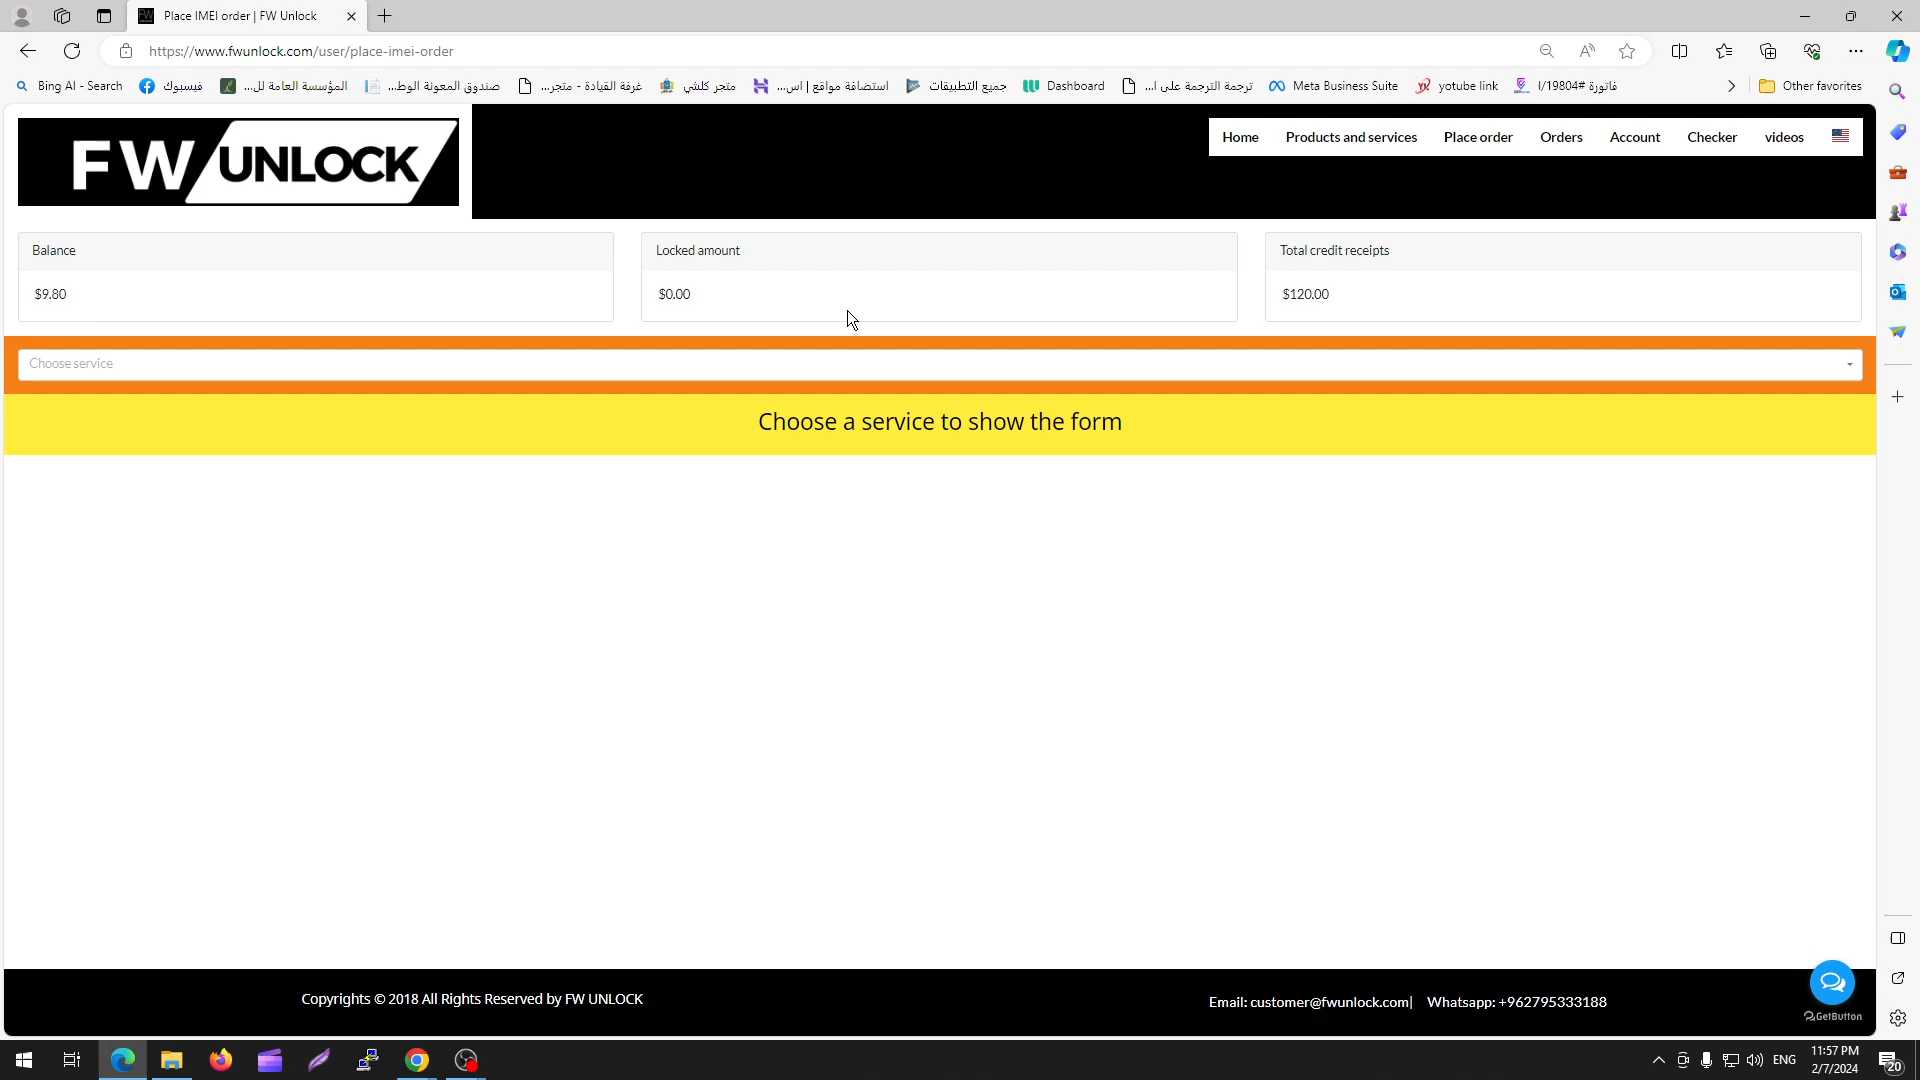 Place IMEI order | FW Unlock
https://www.fwunlock.com/user/place-imei-order
Bing AI - Search
فيسبوك
المؤسسة العامة لل...
صندوق المعونة الوط...
غرفة القيادة - متجر...
متجر كلشي
استضافة مواقع | اس...
جميع التطبيقات
Dashboard
ترجمة الترجمة على ا...
Meta Business Suite
yotube link
فاتورة #I/19804
Other favorites
FW UNLOCK
Home
Products and services
Place order
Orders
Account
Checker
videos
Balance
Locked amount
Total credit receipts
$9.80
$0.00
$120.00
Choose service
Choose a service to show the form
Copyrights © 2018 All Rights Reserved by FW UNLOCK
Email: customer@fwunlock.com| Whatsapp: +962795333188
GetButton
ENG
11:57 PM
2/7/2024
20